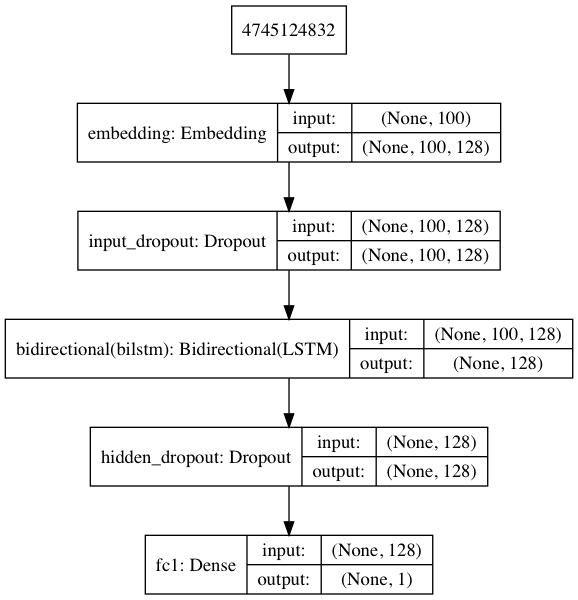 4745124832
embedding: Embedding
input: (None, 100)
output: (None, 100, 128)
input_dropout: Dropout
input: (None, 100, 128)
output: (None, 100, 128)
bidirectional(bilstm): Bidirectional(LSTM)
input: (None, 100, 128)
output: (None, 128)
hidden_dropout: Dropout
input: (None, 128)
output: (None, 128)
fc1: Dense
input: (None, 128)
output: (None, 1)